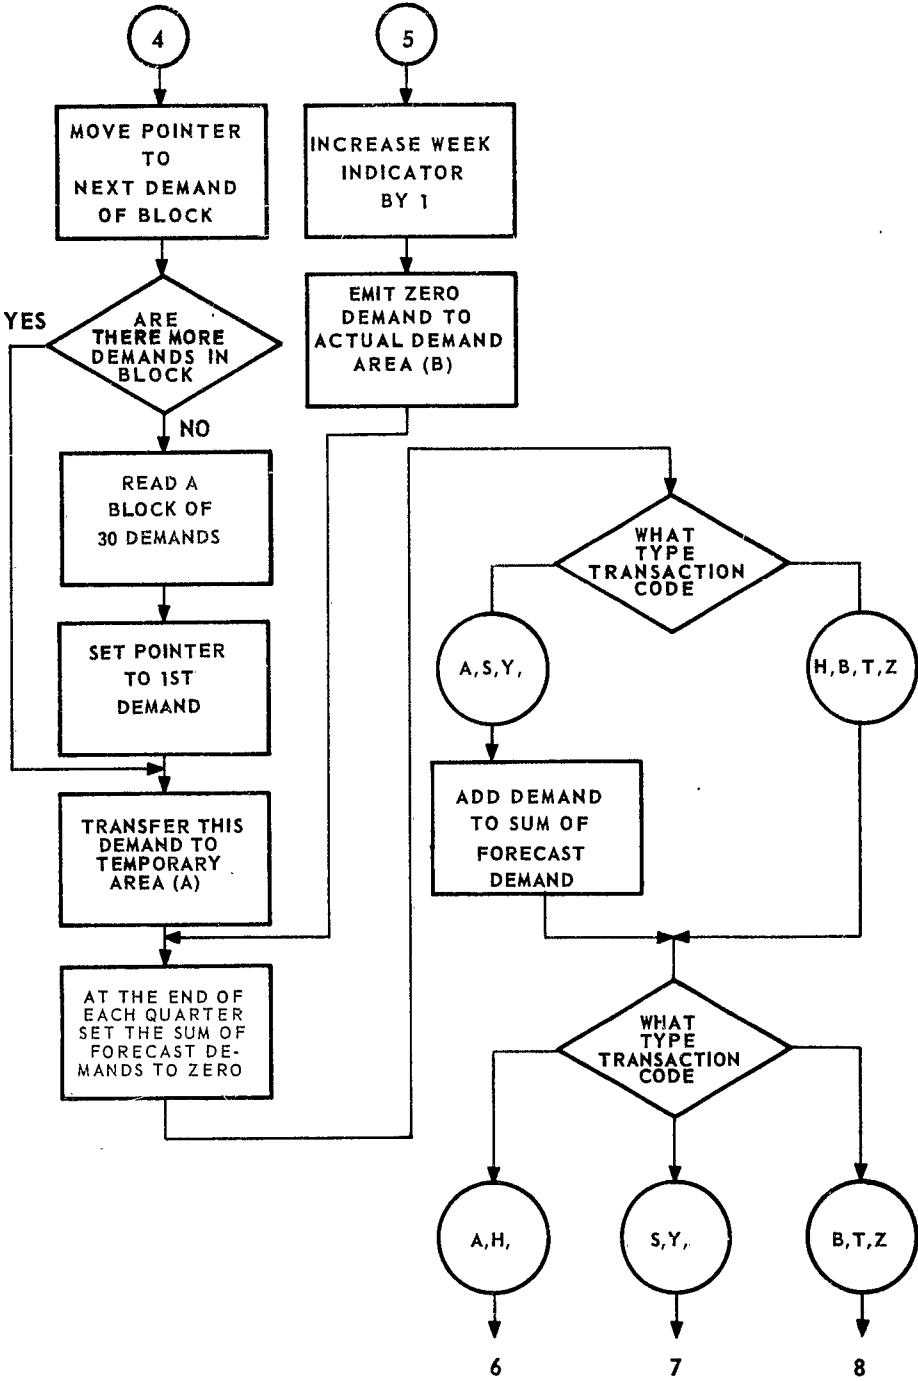 4
MOVE POINTER
TO
NEXT DEMAND
OF BLOCK
YES
ARE
THERE MORE
DEMANDS IN
BLOCK
NO
READ A
BLOCK OF
30 DEMANDS
SET POINTER
TO 1ST
DEMAND
TRANSFER THIS
DEMAND TO
TEMPORARY
AREA (A)
AT THE END OF
EACH QUARTER
SET THE SUM OF
FORECAST DE-
MANDS TO ZERO
5
INCREASE WEEK
INDICATOR
BY 1
EMIT ZERO
DEMAND TO
ACTUAL DEMAND
AREA (B)
WHAT
TYPE
TRANSACTION
CODE
A,S,Y,
H,B,T,Z
ADD DEMAND
TO SUM OF
FORECAST
DEMAND
WHAT
TYPE
TRANSACTION
CODE
A,H,
S,Y,
B,T,Z
6
7
8